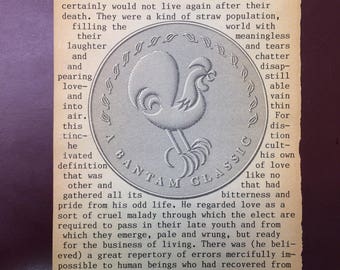 certainly would not live again after their
death. They were a kind of straw population,
filling the world with
their meaningless
laughter and tears
and chatter
disap-
pearing still
love- able
and vain
into thin
air. For
this dis-
tinc- tion
he cult-
ivated his own
definition of love
that was like no
other and that had
gathered all its bitterness and
pride from his old life. He regarded love as a
sort of cruel malady through which the elect are
required to pass in their late youth and from
which they emerge, pale and wrung, but ready
for the business of living. There was (he beli-
eved) a great repertory of errors mercifully im-
possible to human beings who had recovered from
A BANTAM CLASSIC